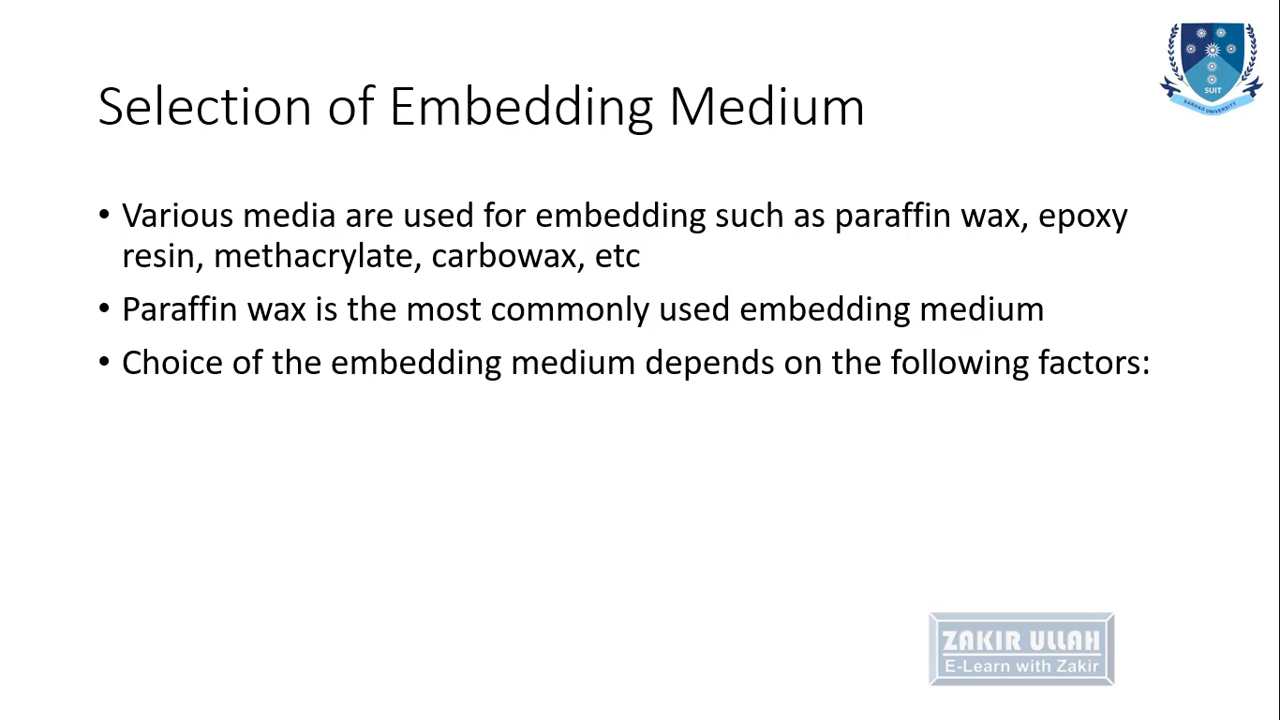 SUIT
SARHAD UNIVERSITY
Selection of Embedding Medium
• Various media are used for embedding such as paraffin wax, epoxy
resin, methacrylate, carbowax, etc
• Paraffin wax is the most commonly used embedding medium
• Choice of the embedding medium depends on the following factors:
ZAKIR ULLAH
E-Learn with Zakir